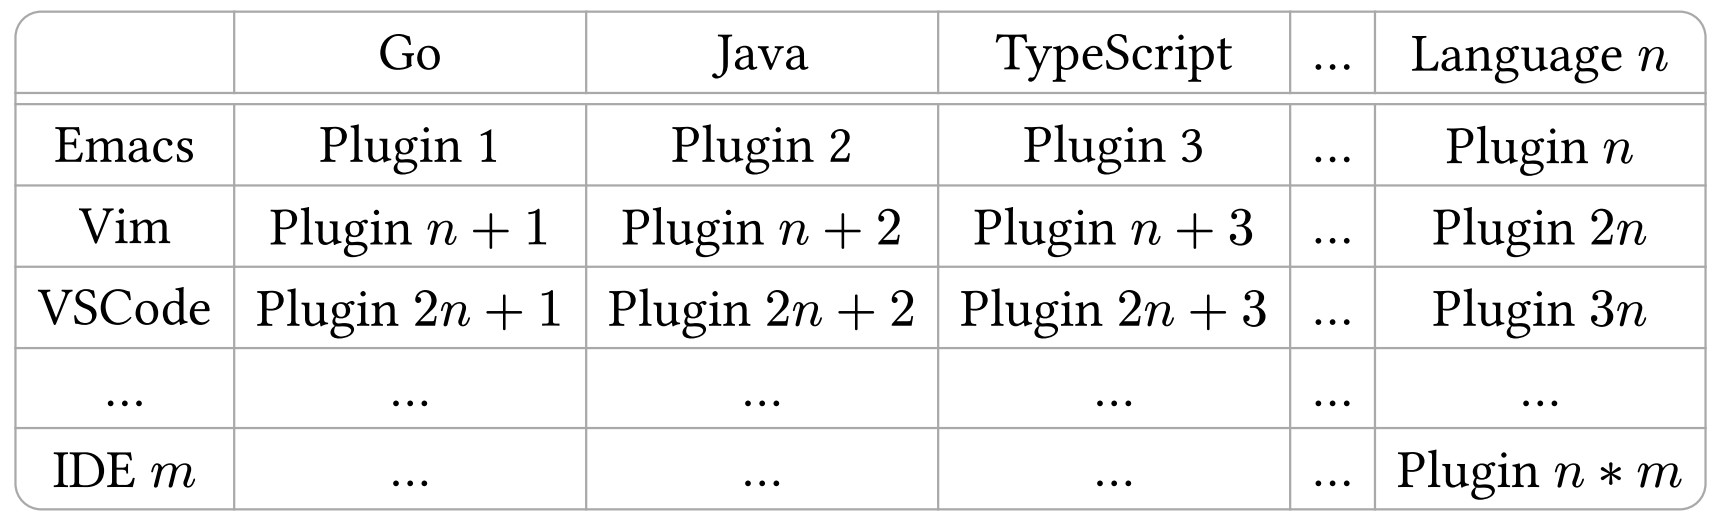 Go Java TypeScript ... Language n
Emacs Plugin 1 Plugin 2 Plugin 3 ... Plugin n
Vim Plugin n + 1 Plugin n + 2 Plugin n + 3 ... Plugin 2n
VSCode Plugin 2n + 1 Plugin 2n + 2 Plugin 2n + 3 ... Plugin 3n
... ... ... ... ... ...
IDE m ... ... ... ... Plugin n * m